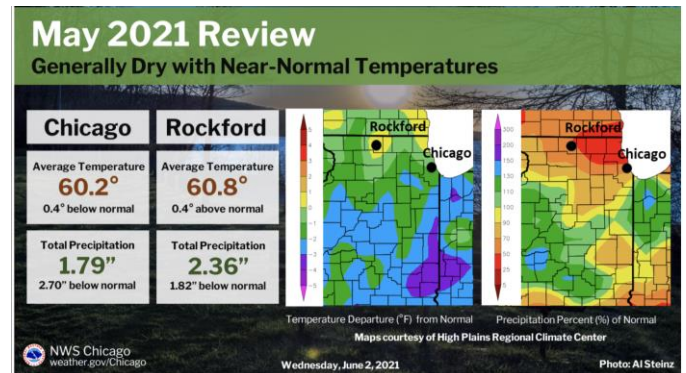 May 2021 Review
Generally Dry with Near-Normal Temperatures
Chicago
Average Temperature
60.2°
0.4° below normal
Total Precipitation
1.79”
2.70” below normal
Rockford
Average Temperature
60.8°
0.4° above normal
Total Precipitation
2.36”
1.82” below normal
5
4
3
2
1
0
-1
-2
-3
-4
-5
Rockford
Chicago
Temperature Departure (°F) from Normal
300
200
150
130
110
100
90
70
50
25
5
Rockford
Chicago
Precipitation Percent (%) of Normal
Maps courtesy of High Plains Regional Climate Center
NWS Chicago
weather.gov/Chicago
Wednesday, June 2, 2021
Photo: Al Steinz